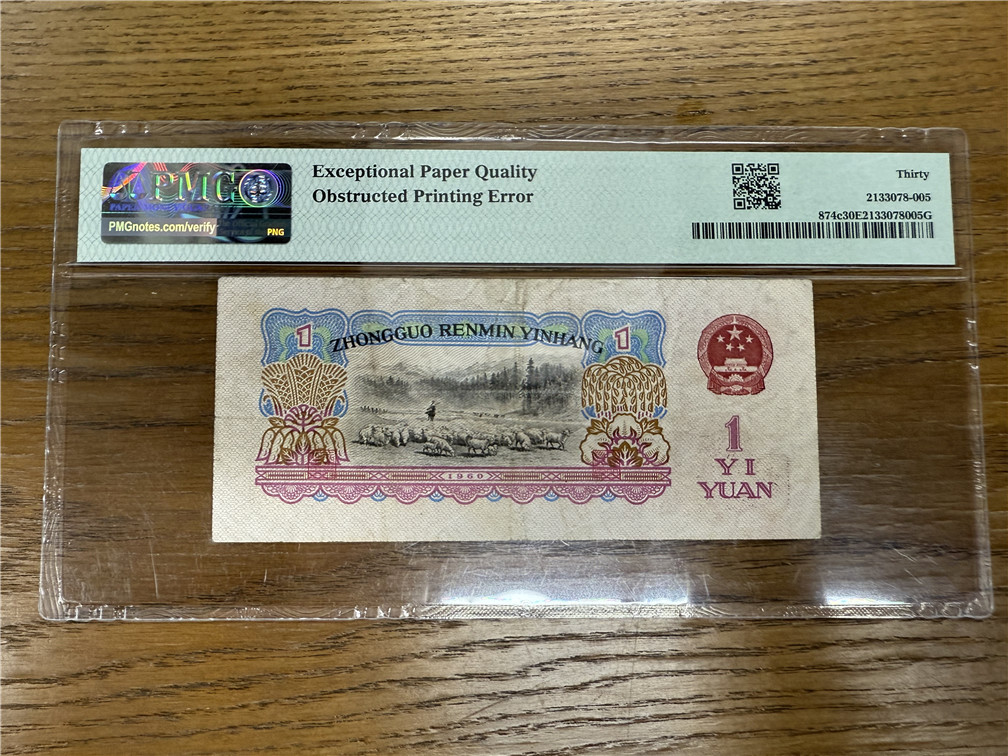 PMG
PMGnotes.com/verify
PNG
Exceptional Paper Quality
Obstructed Printing Error
Thirty
2133078-005
874c30E2133078005G
1
ZHONGGUO RENMIN YINHANG
1
1960
1
YI
YUAN